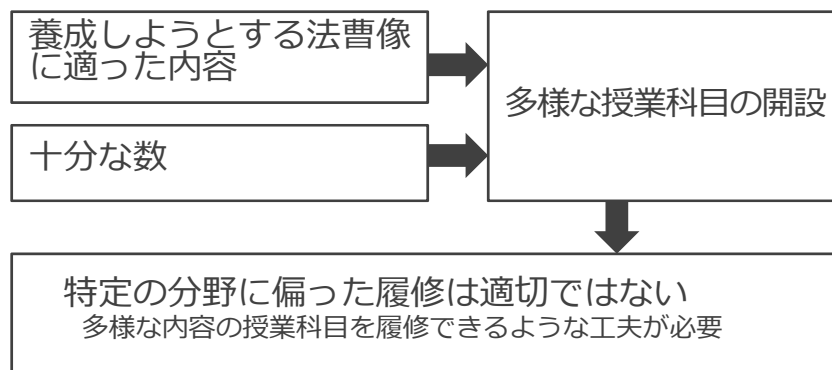 養成しようとする法曹像
に適った内容
十分な数
多様な授業科目の開設
特定の分野に偏った履修は適切ではない
多様な内容の授業科目を履修できるような工夫が必要